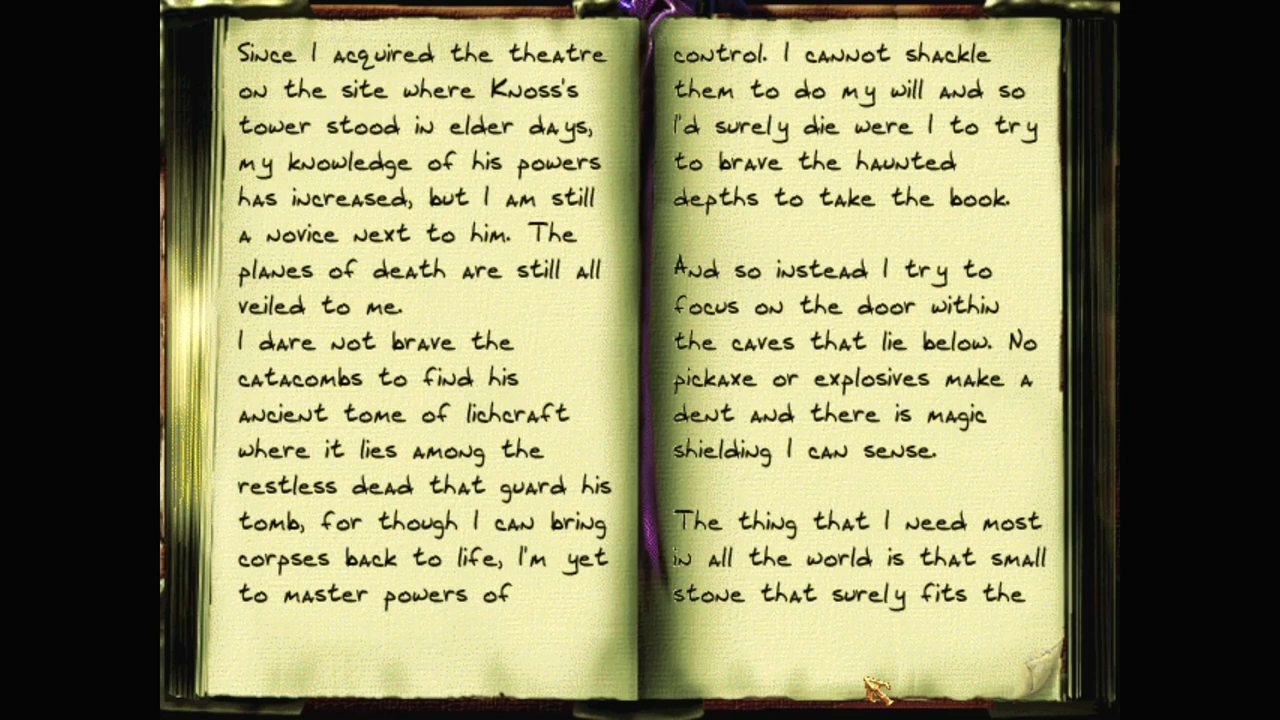 Since I acquired the theatre
on the site where Knoss's
tower stood in elder days,
my knowledge of his powers
has increased, but I am still
a novice next to him. The
planes of death are still all
veiled to me.
I dare not brave the
catacombs to find his
ancient tome of lichcraft
where it lies among the
restless dead that guard his
tomb, for though I can bring
corpses back to life, I'm yet
to master powers of
control. I cannot shackle
them to do my will and so
I'd surely die were I to try
to brave the haunted
depths to take the book.
And so instead I try to
focus on the door within
the caves that lie below. No
pickaxe or explosives make a
dent and there is magic
shielding I can sense.
The thing that I need most
in all the world is that small
stone that surely fits the